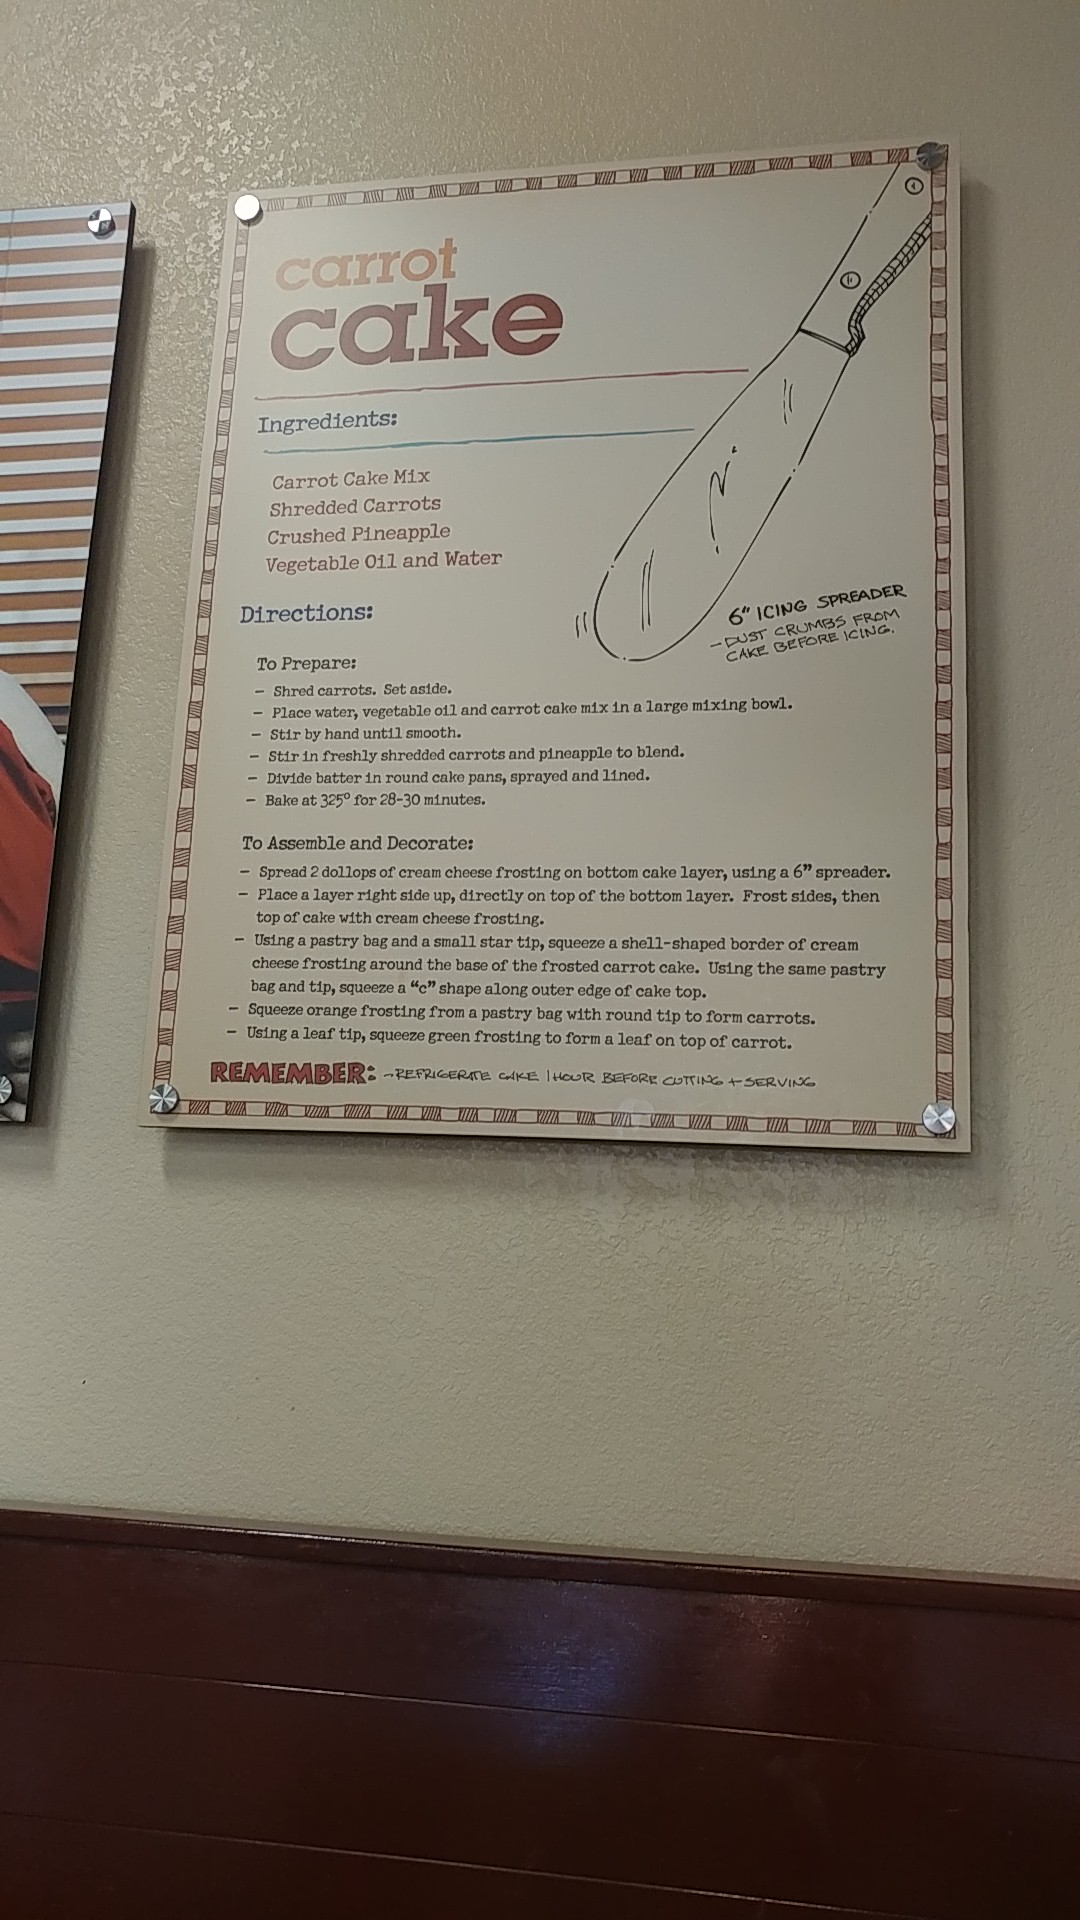 carrot
cake
Ingredients:
Carrot Cake Mix
Shredded Carrots
Crushed Pineapple
Vegetable Oil and Water
6" ICING SPREADER
-DUST CRUMBS FROM
CAKE BEFORE ICING.
Directions:
To Prepare:
- Shred carrots. Set aside.
- Place water, vegetable oil and carrot cake mix in a large mixing bowl.
- Stir by hand until smooth.
- Stir in freshly shredded carrots and pineapple to blend.
- Divide batter in round cake pans, sprayed and lined.
- Bake at 325° for 28-30 minutes.
To Assemble and Decorate:
- Spread 2 dollops of cream cheese frosting on bottom cake layer, using a 6" spreader.
- Place a layer right side up, directly on top of the bottom layer. Frost sides, then
top of cake with cream cheese frosting.
- Using a pastry bag and a small star tip, squeeze a shell-shaped border of cream
cheese frosting around the base of the frosted carrot cake. Using the same pastry
bag and tip, squeeze a "c" shape along outer edge of cake top.
- Squeeze orange frosting from a pastry bag with round tip to form carrots.
- Using a leaf tip, squeeze green frosting to form a leaf on top of carrot.
REMEMBER: -REFRIGERATE CAKE 1 HOUR BEFORE CUTTING + SERVING